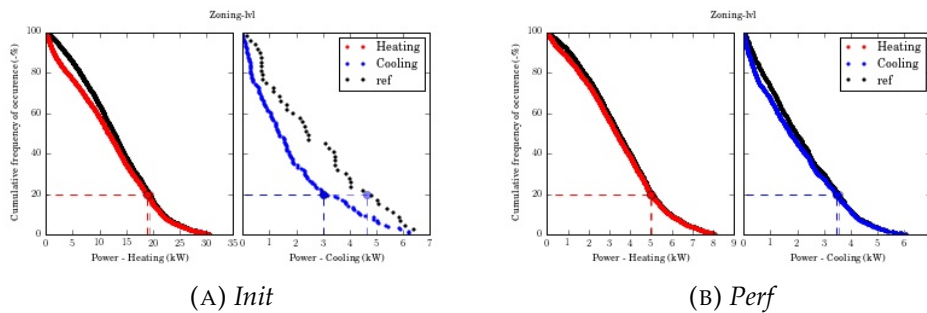 Zoning-lvl
Cumulative frequency of occurence (-%)
100
80
60
40
20
0
0 5 10 15 20 25 30 35
Power - Heating (kW)
Heating
Cooling
ref
0 1 2 3 4 5 6 7
Power - Cooling (kW)
(A) Init
Zoning-lvl
Cumulative frequency of occurence (-%)
100
80
60
40
20
0
0 1 2 3 4 5 6 7 8 9
Power - Heating (kW)
Heating
Cooling
ref
0 1 2 3 4 5 6
Power - Cooling (kW)
(B) Perf